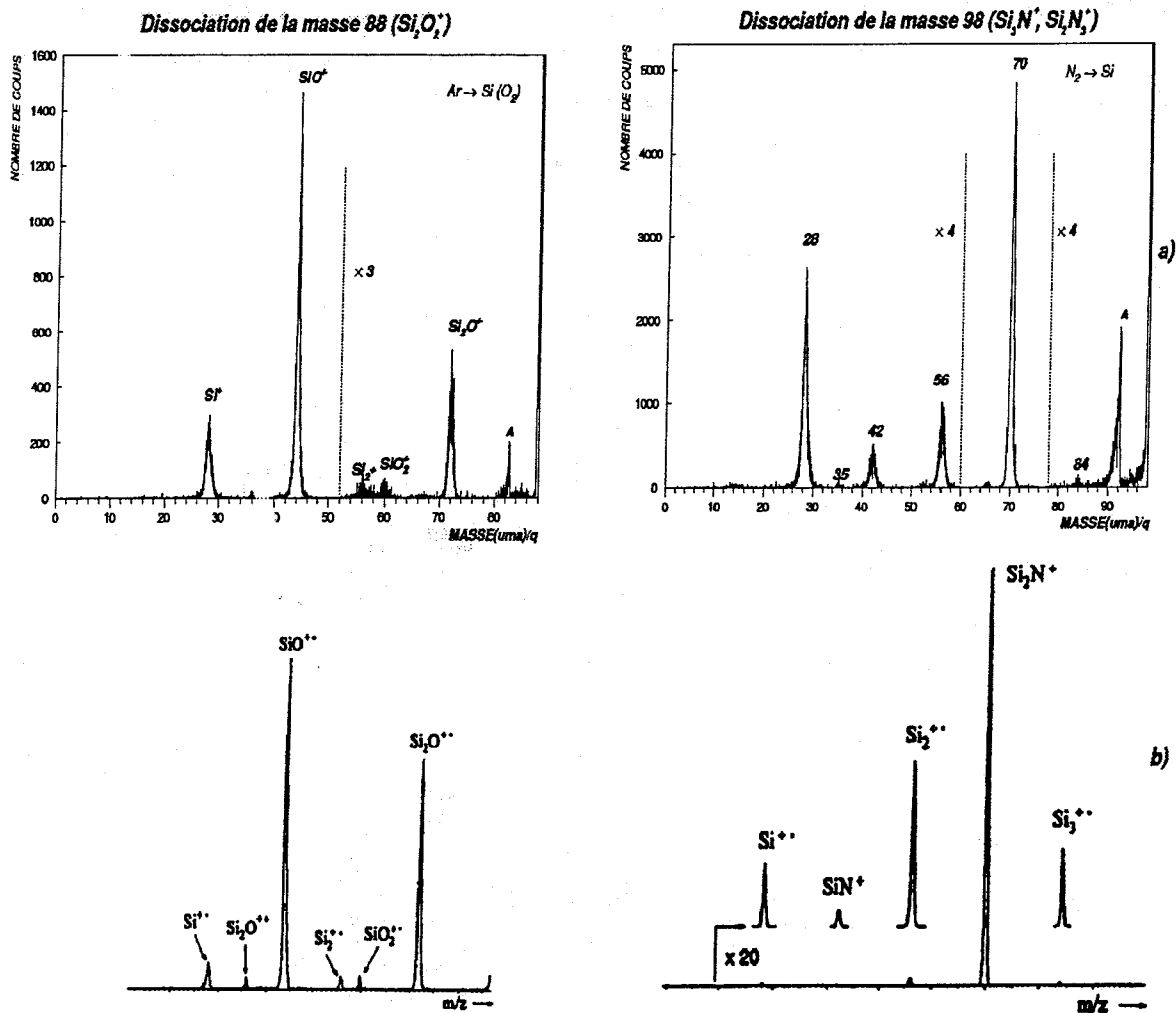 Dissociation de la masse 88 (Si₂O₂⁺)
Dissociation de la masse 98 (Si₃N⁺, Si₂N₃⁺)
NOMBRE DE COUPS
1600
1400
1200
1000
800
600
400
200
0
SiO⁺
Ar → Si (O₂)
× 3
Si₂O⁺
Si⁺
Si₂⁺
SiO₂⁺
A
0
10
20
30
40
50
60
70
80
MASSE(uma)/q
NOMBRE DE COUPS
5000
4000
3000
2000
1000
0
70
N₂ → Si
28
× 4
× 4
56
42
35
84
A
0
10
20
30
40
50
60
70
80
90
MASSE(uma)/q
a)
SiO⁺·
Si₂O⁺·
Si⁺·
Si₂O⁺⁺
Si₂⁺·
SiO₂⁺·
m/z →
Si₂N⁺
Si₂⁺·
Si⁺·
SiN⁺
Si₃⁺·
x 20
m/z →
b)